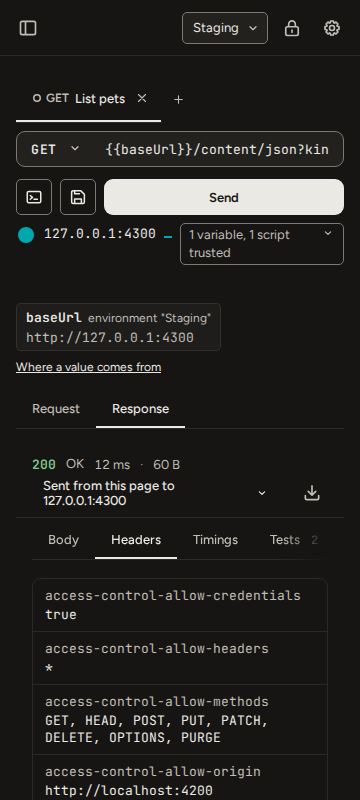 Staging
GET List pets
GET {{baseUrl}}/content/json?kin
Send
127.0.0.1:4300
1 variable, 1 script
trusted
baseUrl environment "Staging"
http://127.0.0.1:4300
Where a value comes from
Request Response
200 OK 12 ms · 60 B
Sent from this page to
127.0.0.1:4300
Body Headers Timings Tests 2
access-control-allow-credentials
true
access-control-allow-headers
*
access-control-allow-methods
GET, HEAD, POST, PUT, PATCH,
DELETE, OPTIONS, PURGE
access-control-allow-origin
http://localhost:4200